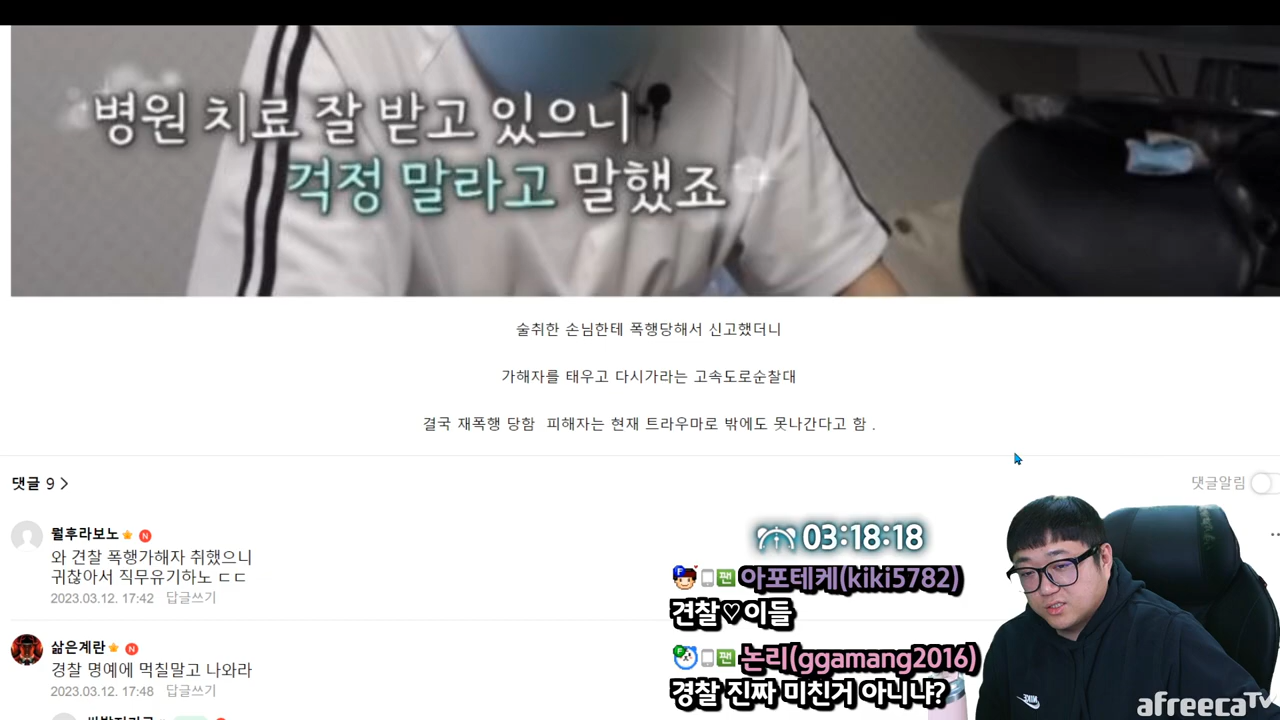 병원 치료 잘 받고 있으니
걱정 말라고 말했죠
술취한 손님한테 폭행당해서 신고했더니
가해자를 태우고 다시가라는 고속도로순찰대
결국 재폭행 당함 피해자는 현재 트라우마로 밖에도 못나간다고 함 .
댓글 9 >
댓글알림
뭘후라보노 N
와 견찰 폭행가해자 취했으니
귀찮아서 직무유기하노 ㄷㄷ
2023.03.12. 17:42 답글쓰기
삶은계란 N
경찰 명예에 먹칠말고 나와라
2023.03.12. 17:48 답글쓰기
03:18:18
F 팬 아포테케(kiki5782)
견찰♡이들
F 팬 논리(ggamang2016)
경찰 진짜 미친거 아니냐?
NIKE
afreecaTV